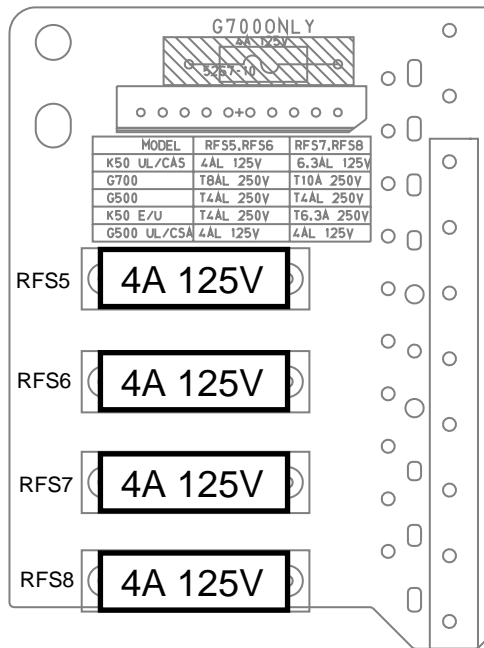 G700ONLY
4A 125V
5267-10
MODEL RFS5,RFS6 RFS7,RFS8
K50 UL/CAS 4AL 125V 6.3AL 125V
G700 T8AL 250V T10A 250V
G500 T4AL 250V T4AL 250V
K50 E/U T4AL 250V T6.3A 250V
G500 UL/CSA 4AL 125V 4AL 125V
RFS5 4A 125V
RFS6 4A 125V
RFS7 4A 125V
RFS8 4A 125V